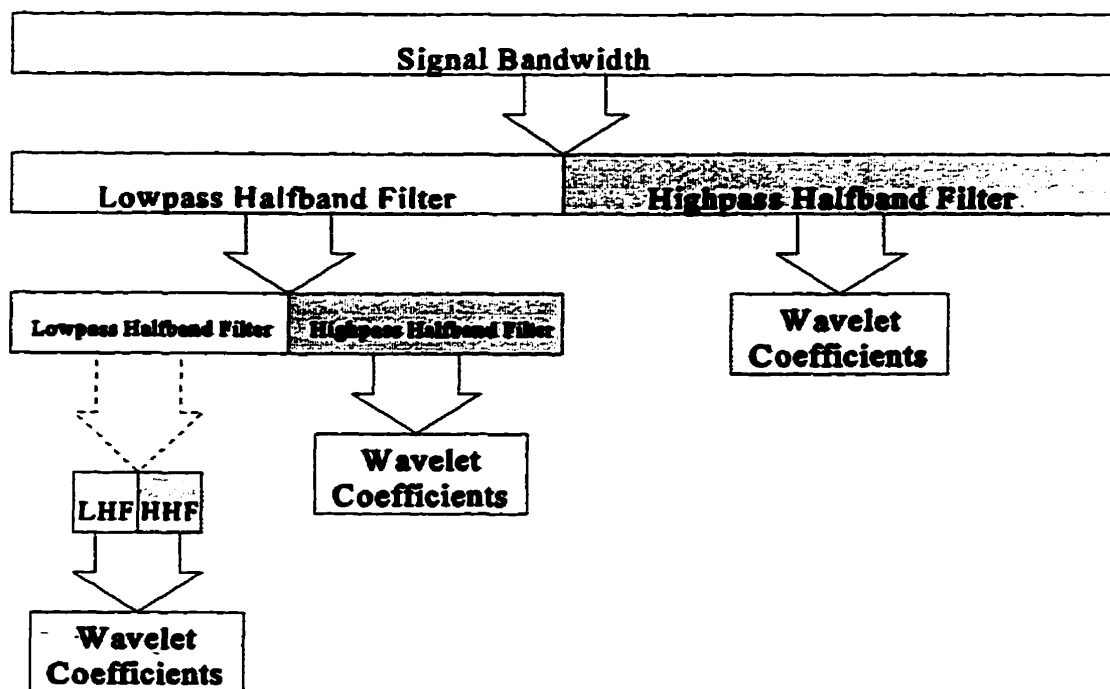 Signal Bandwidth
Lowpass Halfband Filter
Highpass Halfband Filter
Lowpass Halfband Filter
Highpass Halfband Filter
Wavelet
Coefficients
Wavelet
Coefficients
LHF
HHF
Wavelet
Coefficients